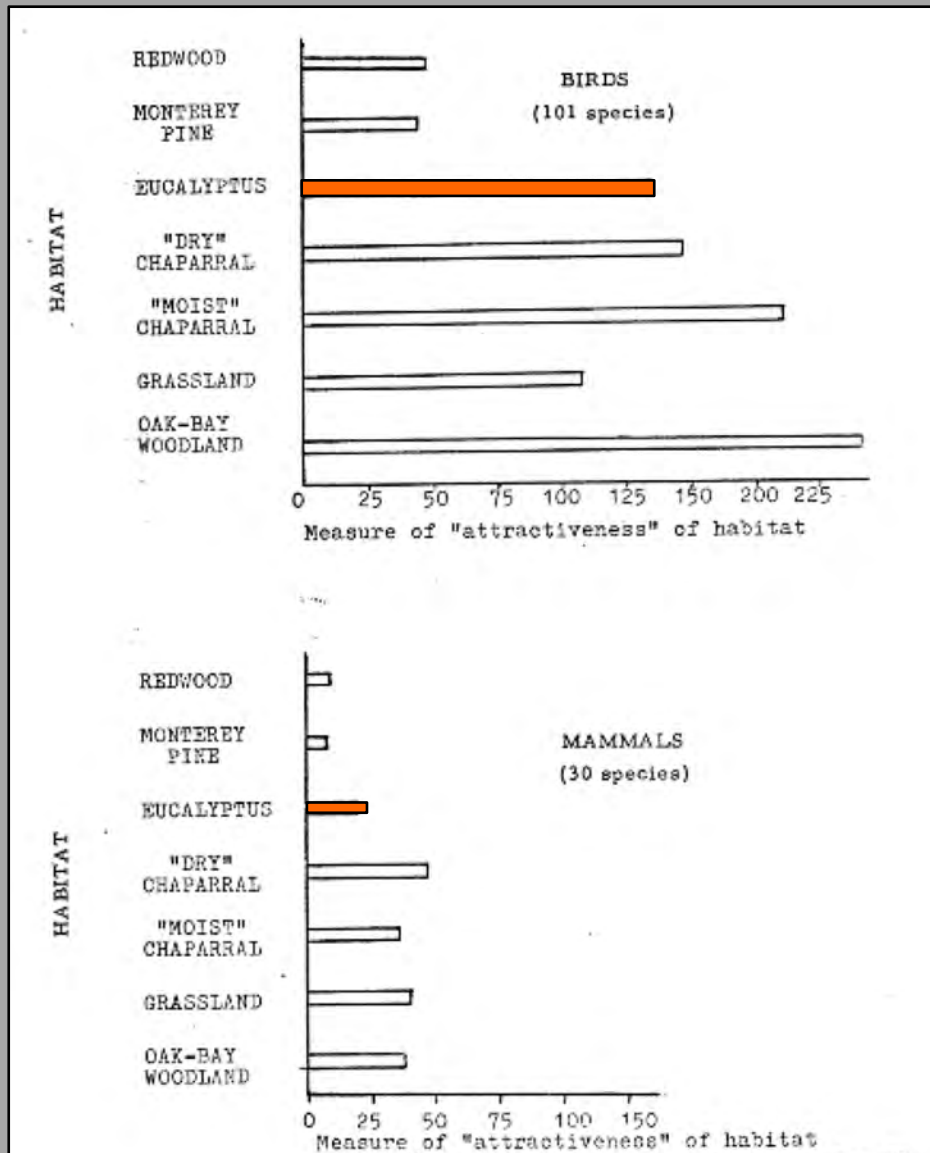 REDWOOD
BIRDS
(101 species)
MONTEREY
PINE
EUCALYPTUS
HABITAT
"DRY"
CHAPARRAL
"MOIST"
CHAPARRAL
GRASSLAND
OAK-BAY
WOODLAND
0 25 50 75 100 125 150 200 225
Measure of "attractiveness" of habitat
REDWOOD
MONTEREY
PINE
MAMMALS
(30 species)
EUCALYPTUS
HABITAT
"DRY"
CHAPARRAL
"MOIST"
CHAPARRAL
GRASSLAND
OAK-BAY
WOODLAND
0 25 50 100 125 150
Measure of "attractiveness" of habitat